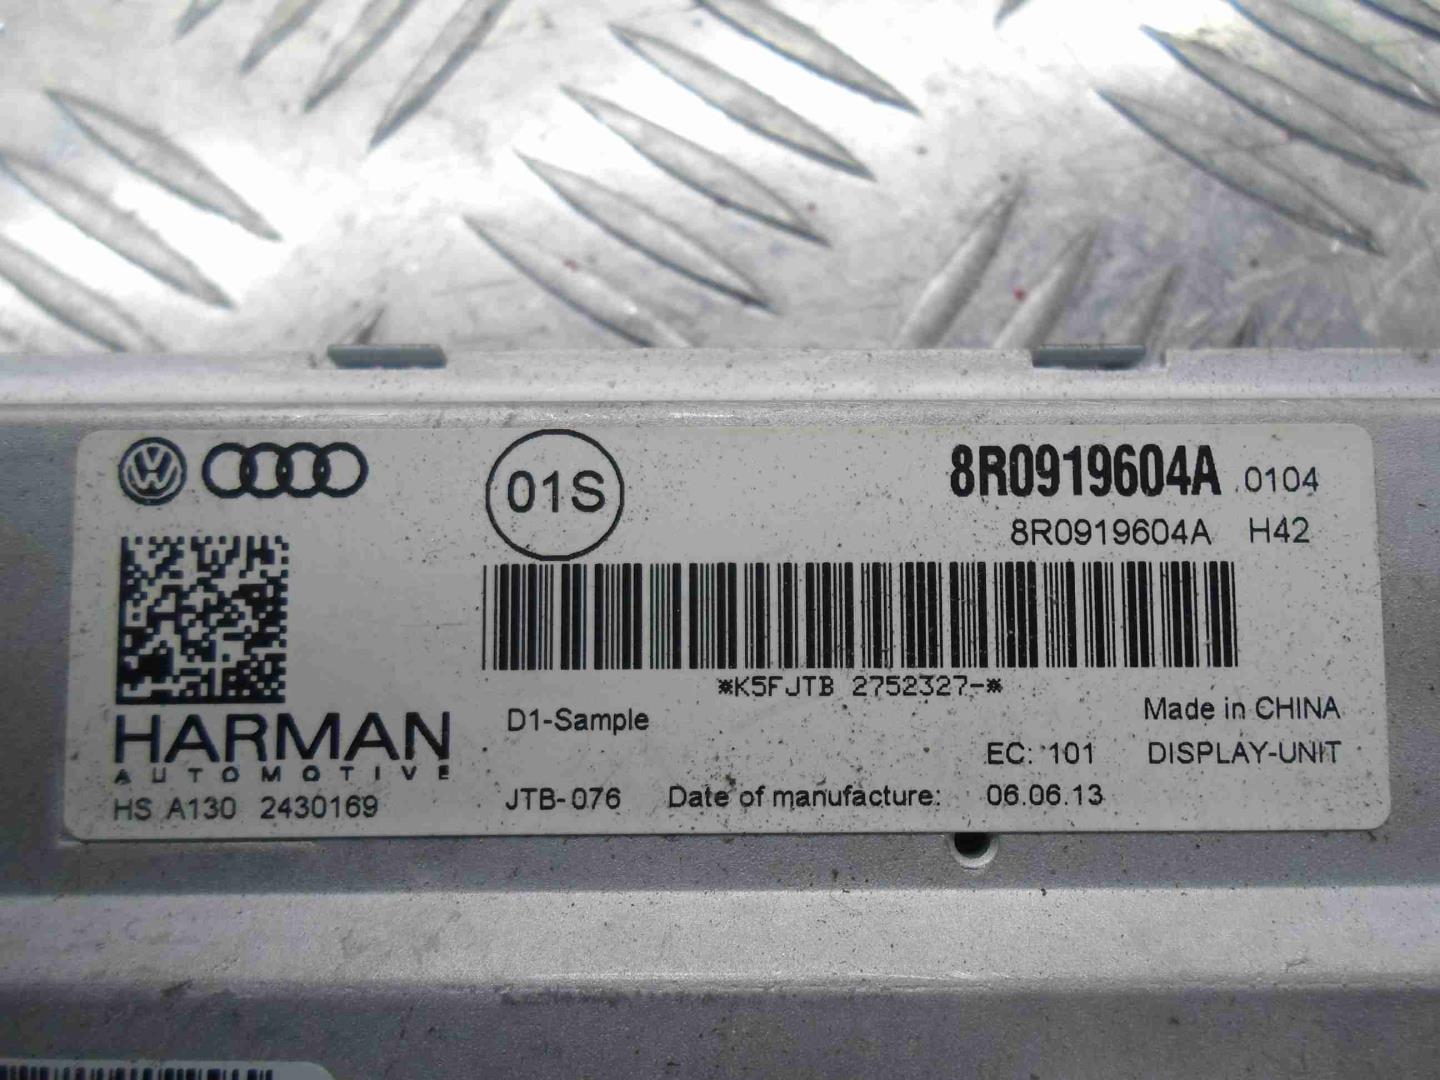 01S
8R0919604A .0104
8R0919604A H42
*K5FJTB 2752327-*
HARMAN
AUTOMOTIVE
HS A130 2430169
D1-Sample
JTB-076
Made in CHINA
EC: 101 DISPLAY-UNIT
Date of manufacture: 06.06.13